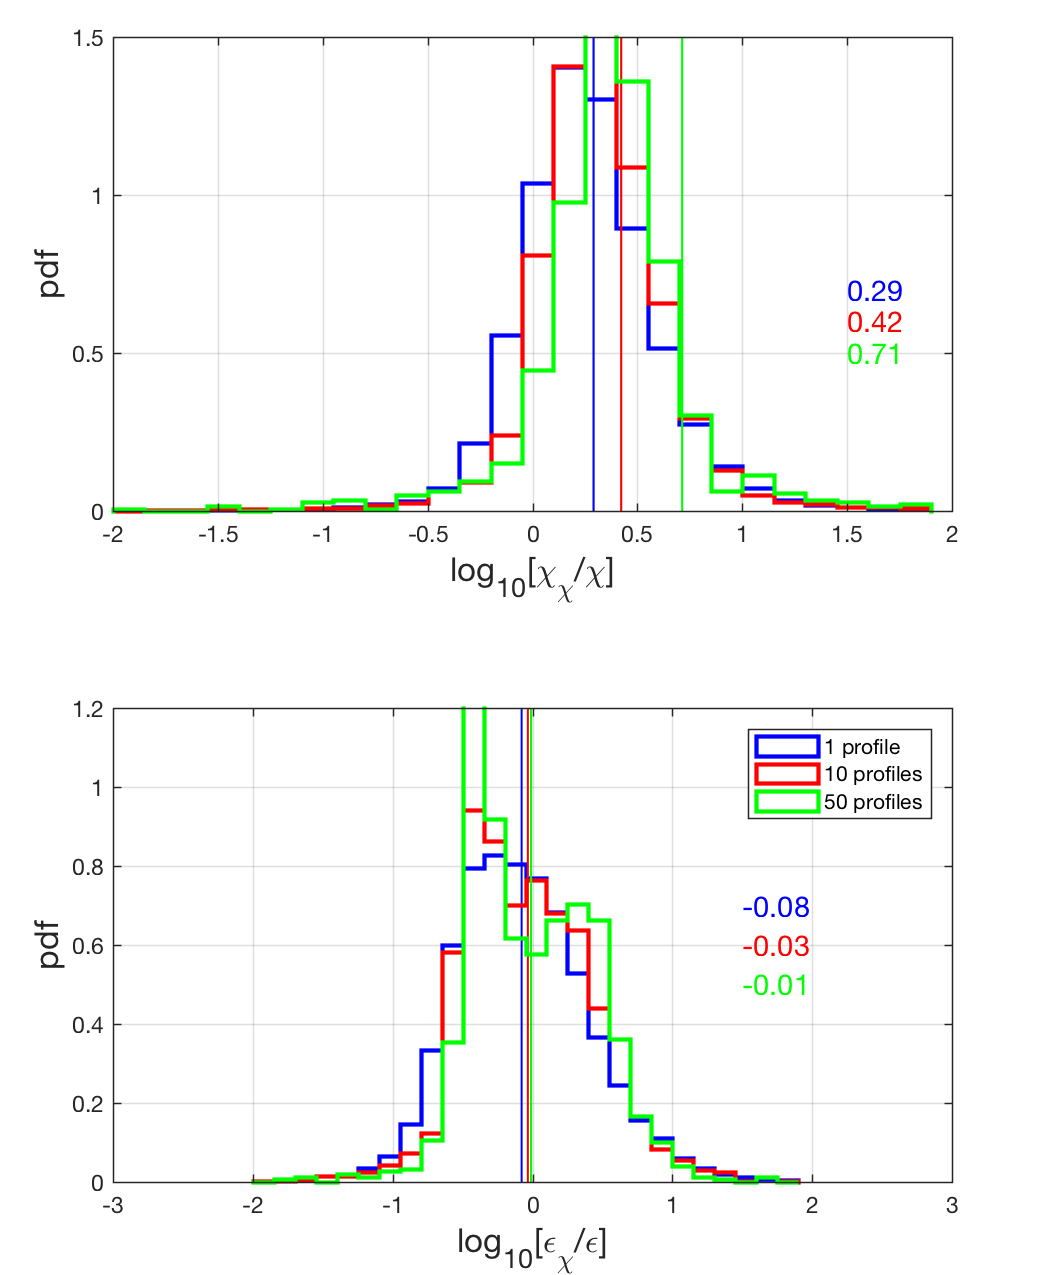 1.5
1
0.5
0
pdf
0.29
0.42
0.71
-2 -1.5 -1 -0.5 0 0.5 1 1.5 2
log10[χχ/χ]
1.2
1
0.8
0.6
0.4
0.2
0
pdf
1 profile
10 profiles
50 profiles
-0.08
-0.03
-0.01
-3 -2 -1 0 1 2 3
log10[ϵχ/ϵ]